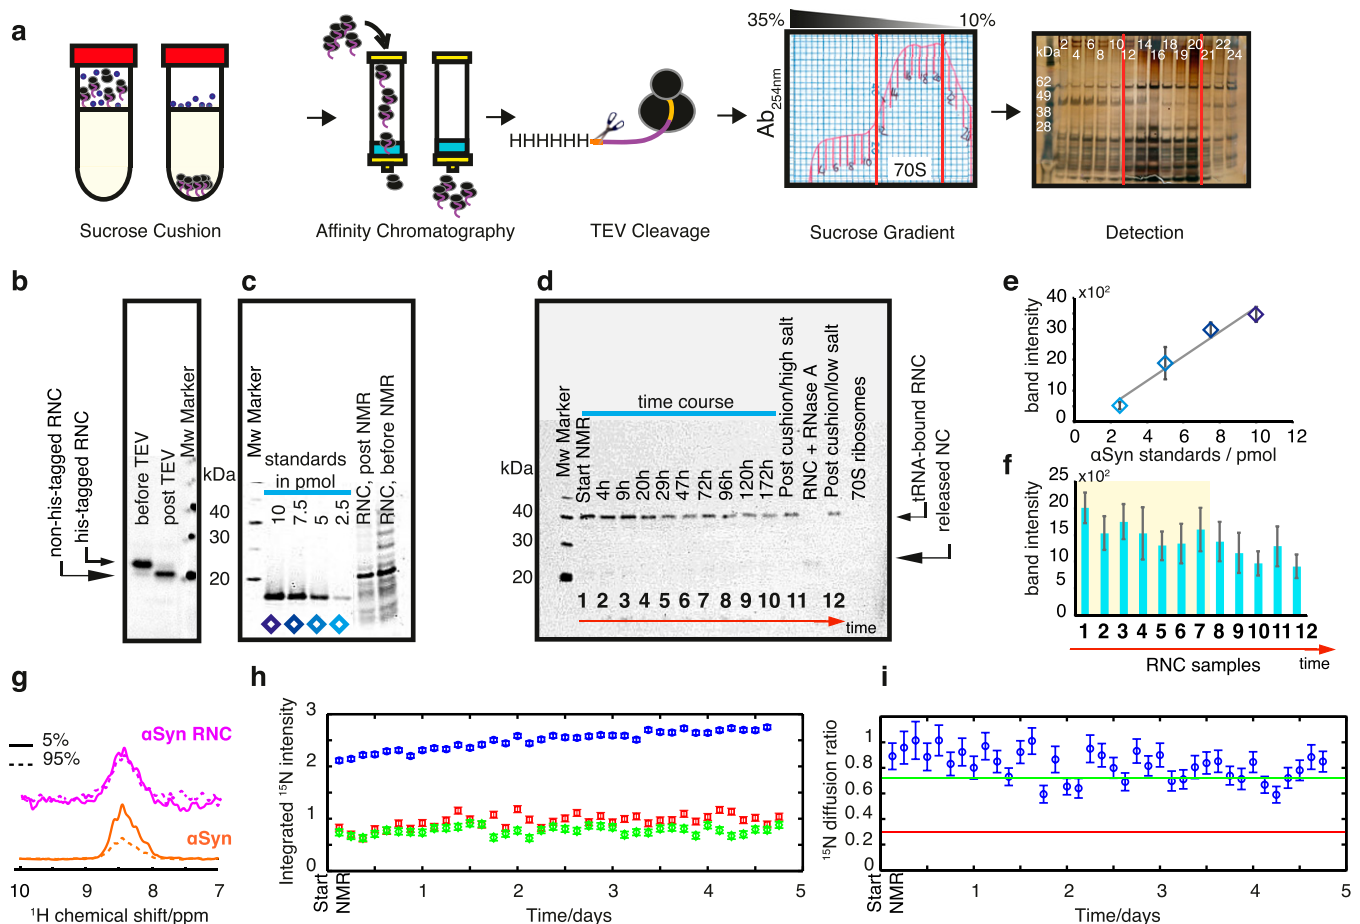 a
35% 10%
HHHHHH
Ab254nm
70S
kDa
2 6 10 14 18 20 22
4 8 12 16 21 24
62
49
38
28
Sucrose Cushion
Affinity Chromatography
TEV Cleavage
Sucrose Gradient
Detection
b
non-his-tagged RNC
his-tagged RNC
before TEV
post TEV
Mw Marker
c
kDa
40
30
20
Mw Marker
standards
in pmol
10 7.5 5 2.5
RNC, post NMR
RNC, before NMR
d
kDa
40
30
20
Mw Marker
time course
Start NMR
4h
9h
20h
29h
47h
72h
96h
120h
172h
Post cushion/high salt
RNC + RNase A
Post cushion/low salt
70S ribosomes
1 2 3 4 5 6 7 8 9 10 11 12
time
tRNA-bound RNC
released NC
e
x10²
band intensity
40
30
20
10
0
0 2 4 6 8 10 12
αSyn standards / pmol
f
x10²
band intensity
25
20
15
10
5
0
1 2 3 4 5 6 7 8 9 10 11 12
RNC samples
time
g
αSyn RNC
5%
95%
αSyn
10 9 8 7
¹H chemical shift/ppm
h
Integrated ¹⁵N intensity
3
2
1
0
Start
NMR
1 2 3 4 5
Time/days
i
¹⁵N diffusion ratio
1
0.8
0.6
0.4
0.2
0
Start
NMR
1 2 3 4 5
Time/days